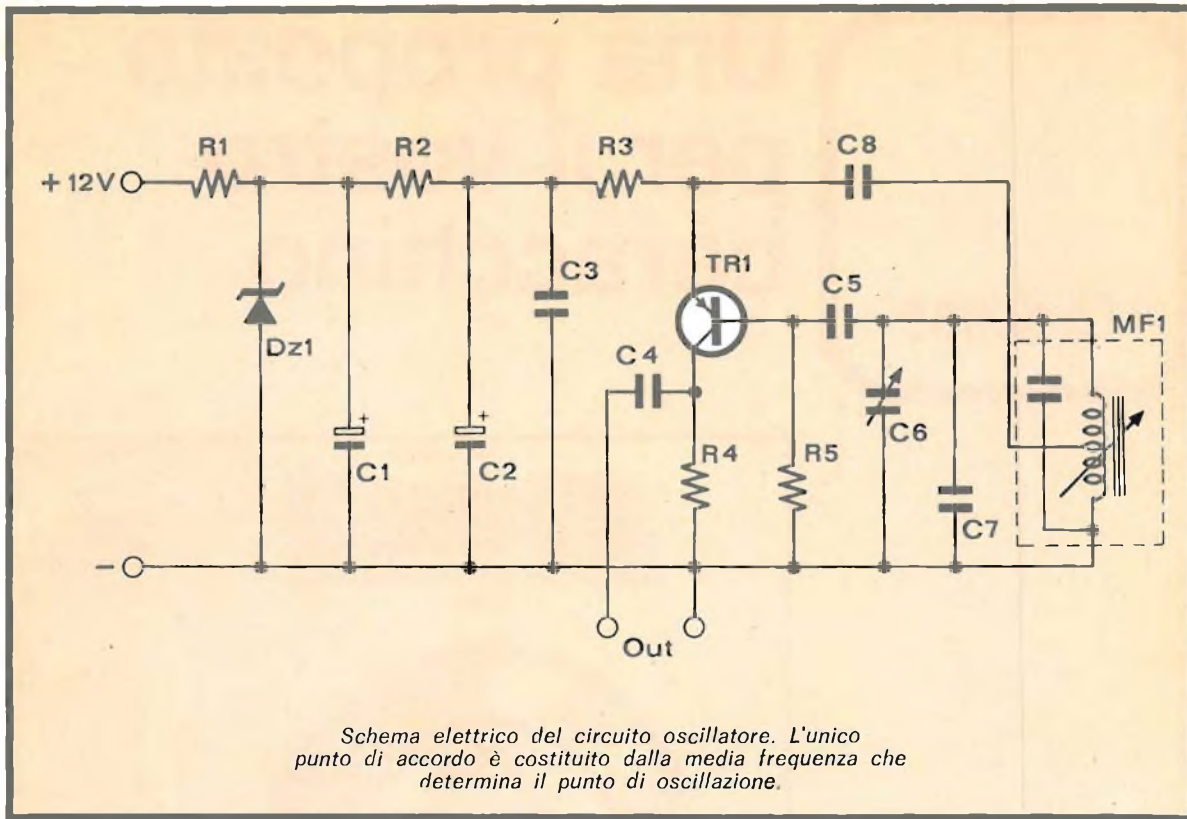 R1
R2
R3
C8
+ 12V
Dz1
C1
C2
C3
TR1
C5
MF1
C4
R4
R5
C6
C7
-
Out
Schema elettrico del circuito oscillatore. L'unico
punto di accordo è costituito dalla media frequenza che
determina il punto di oscillazione.